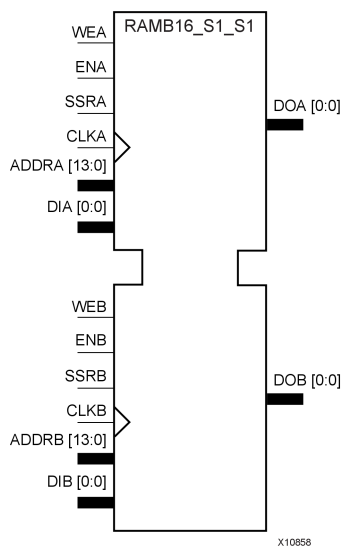 RAMB16_S1_S1
WEA
ENA
SSRA
CLKA
ADDRA [13:0]
DIA [0:0]
DOA [0:0]
WEB
ENB
SSRB
CLKB
ADDRB [13:0]
DIB [0:0]
DOB [0:0]
X10858